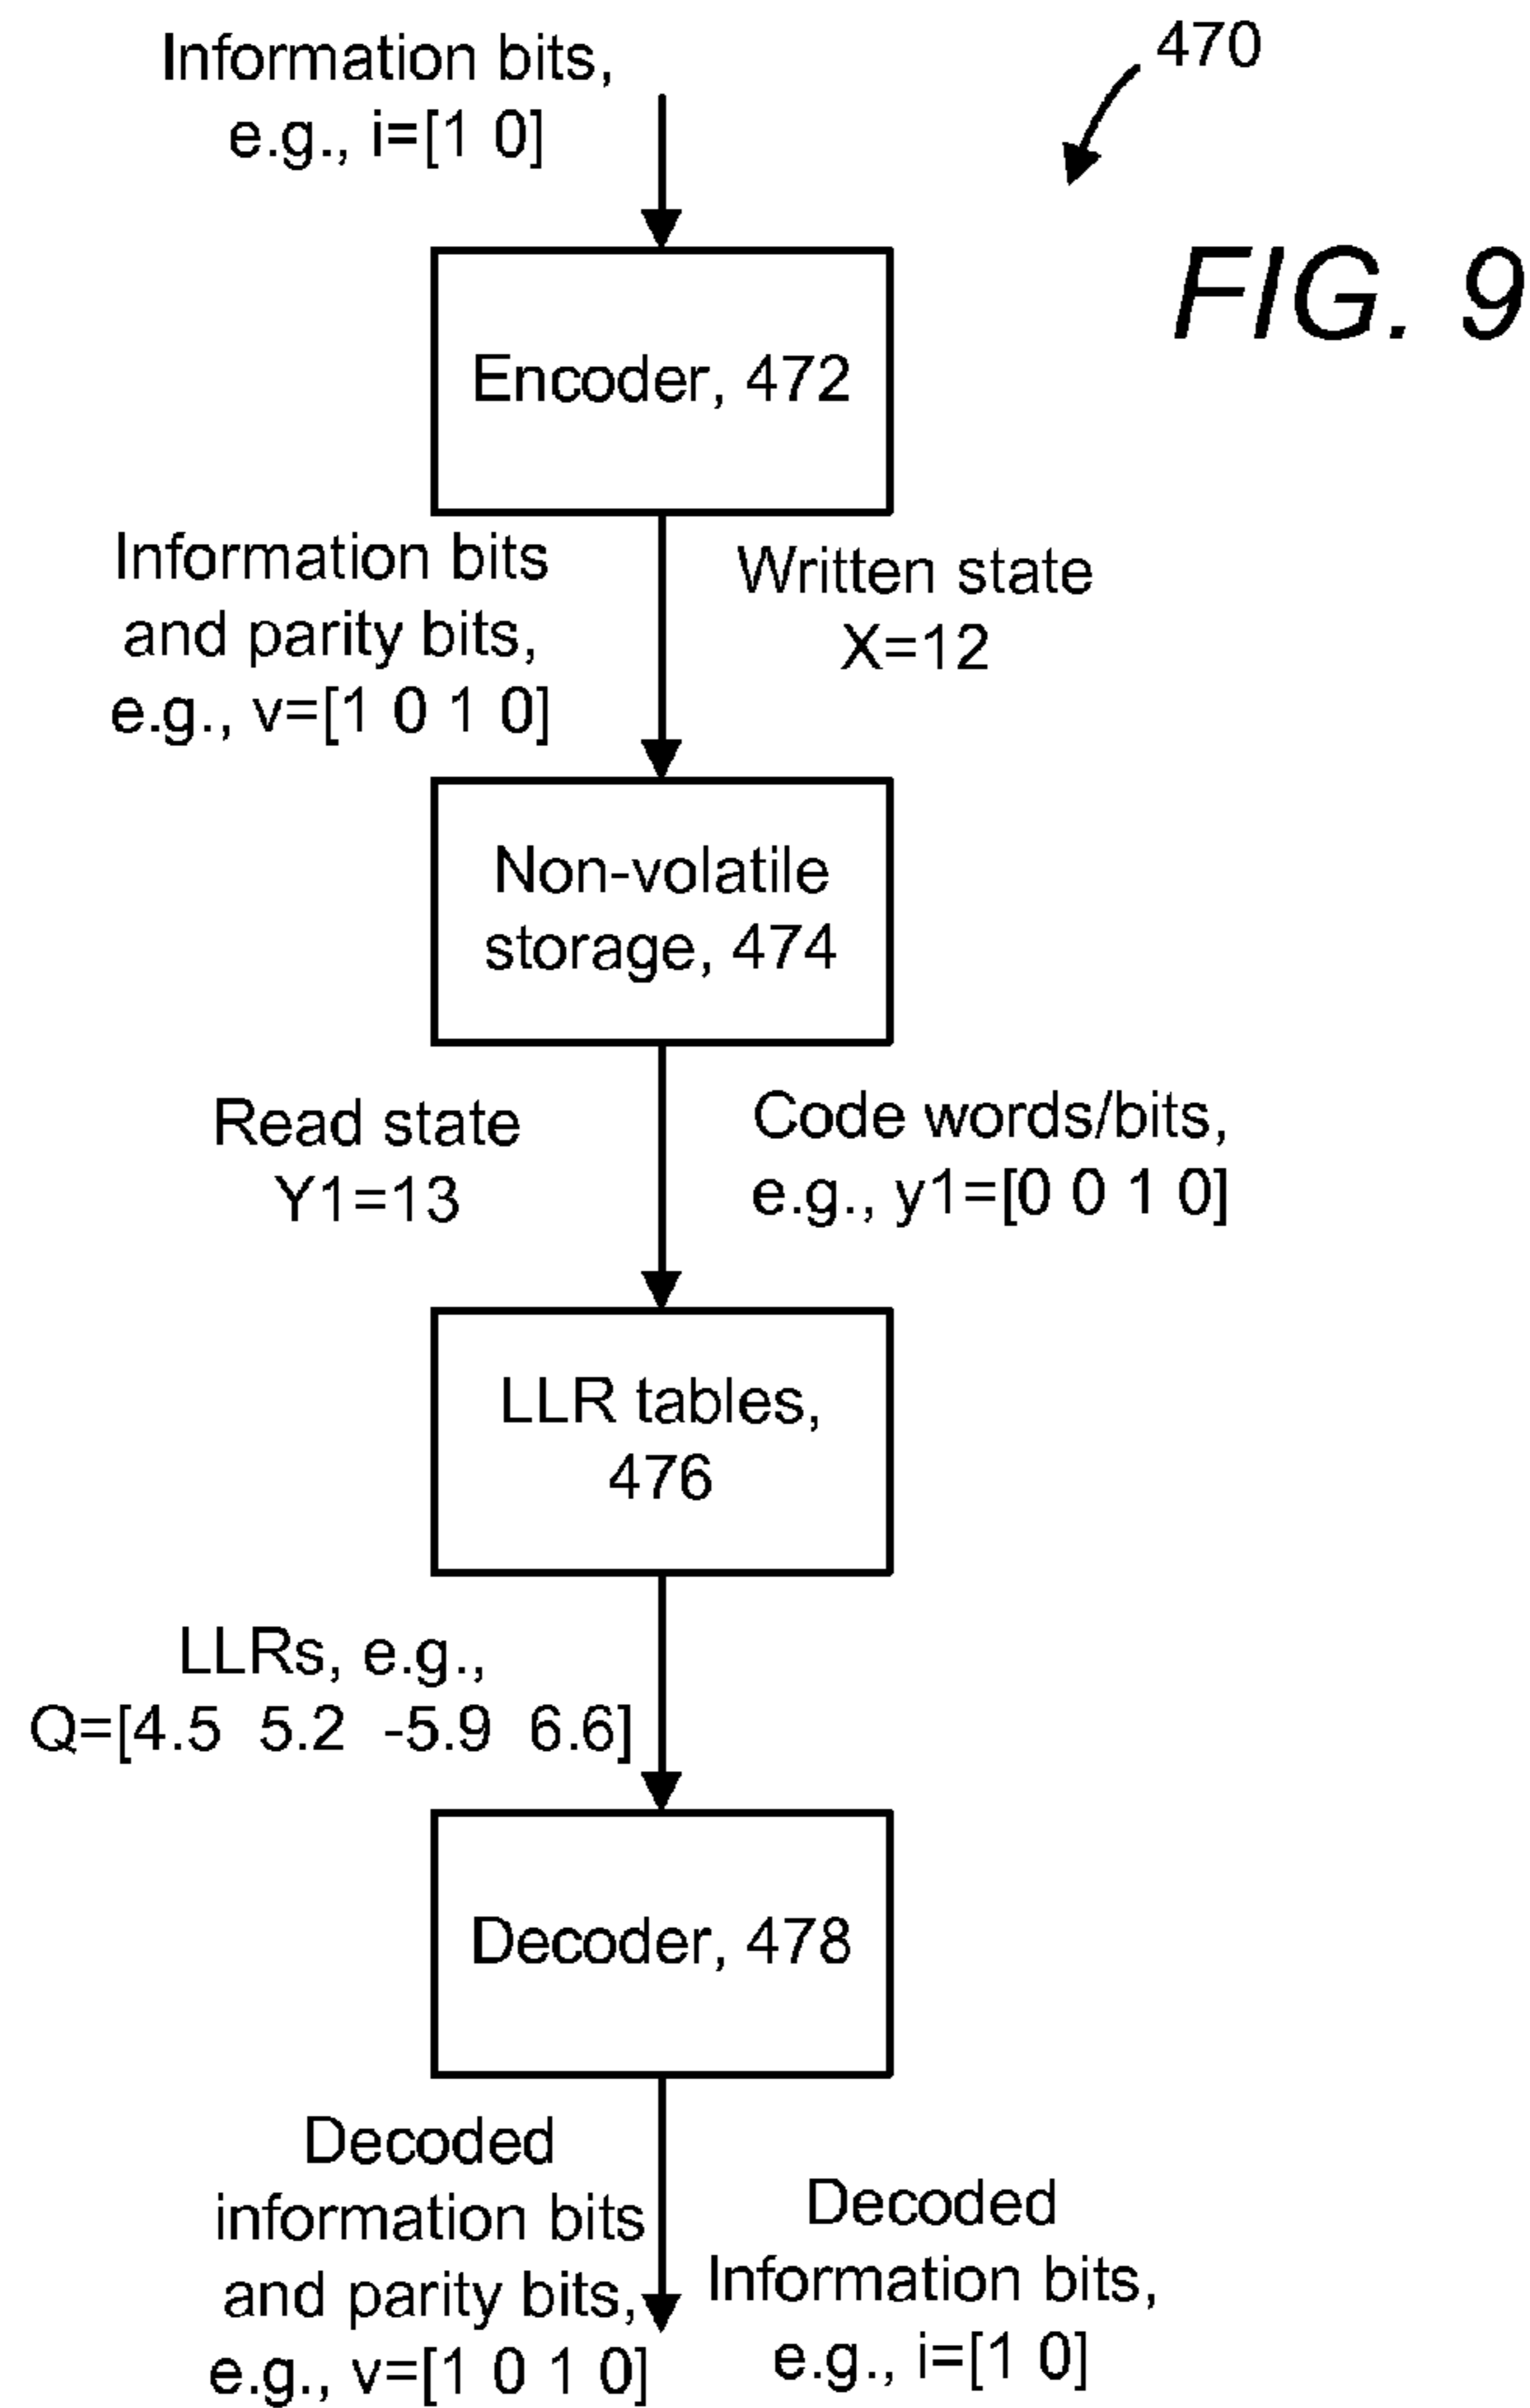 Information bits,
e.g., i=[1 0]
470
FIG. 9
Encoder, 472
Information bits
and parity bits,
e.g., v=[1 0 1 0]
Written state
X=12
Non-volatile
storage, 474
Read state
Y1=13
Code words/bits,
e.g., y1=[0 0 1 0]
LLR tables,
476
LLRs, e.g.,
Q=[4.5 5.2 -5.9 6.6]
Decoder, 478
Decoded
information bits
and parity bits,
e.g., v=[1 0 1 0]
Decoded
Information bits,
e.g., i=[1 0]